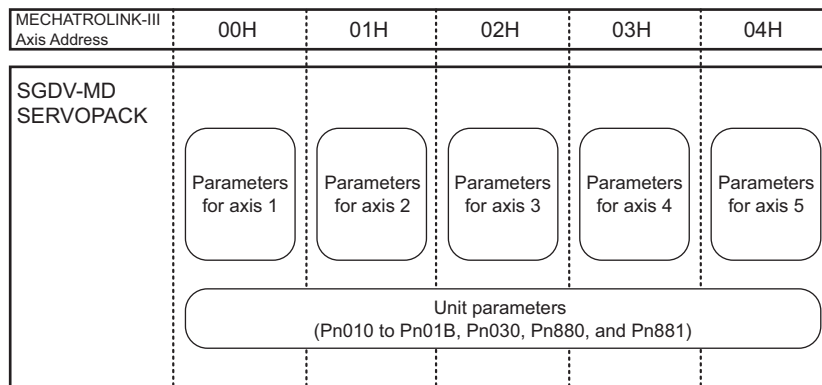 MECHATROLINK-III
Axis Address
00H
01H
02H
03H
04H
SGDV-MD
SERVOPACK
Parameters
for axis 1
Parameters
for axis 2
Parameters
for axis 3
Parameters
for axis 4
Parameters
for axis 5
Unit parameters
(Pn010 to Pn01B, Pn030, Pn880, and Pn881)